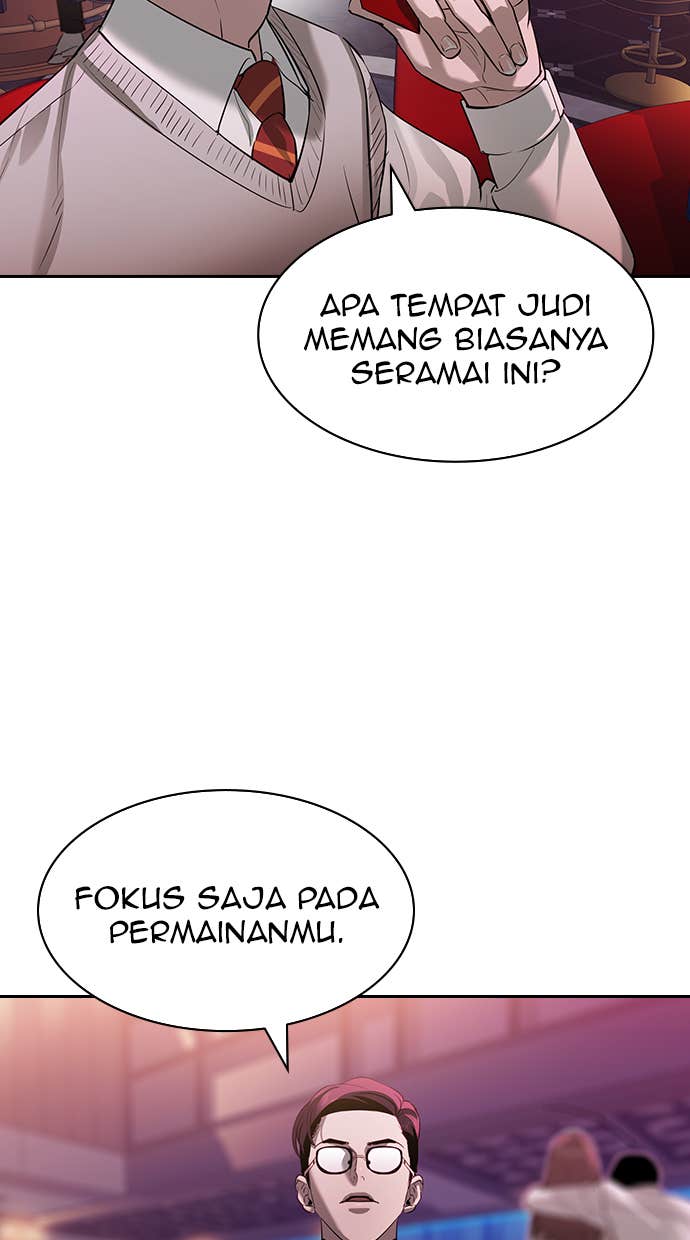 APA TEMPAT JUDI
MEMANG BIASANYA
SERAMAI INI?
FOKUS SAJA PADA
PERMAINANMU.